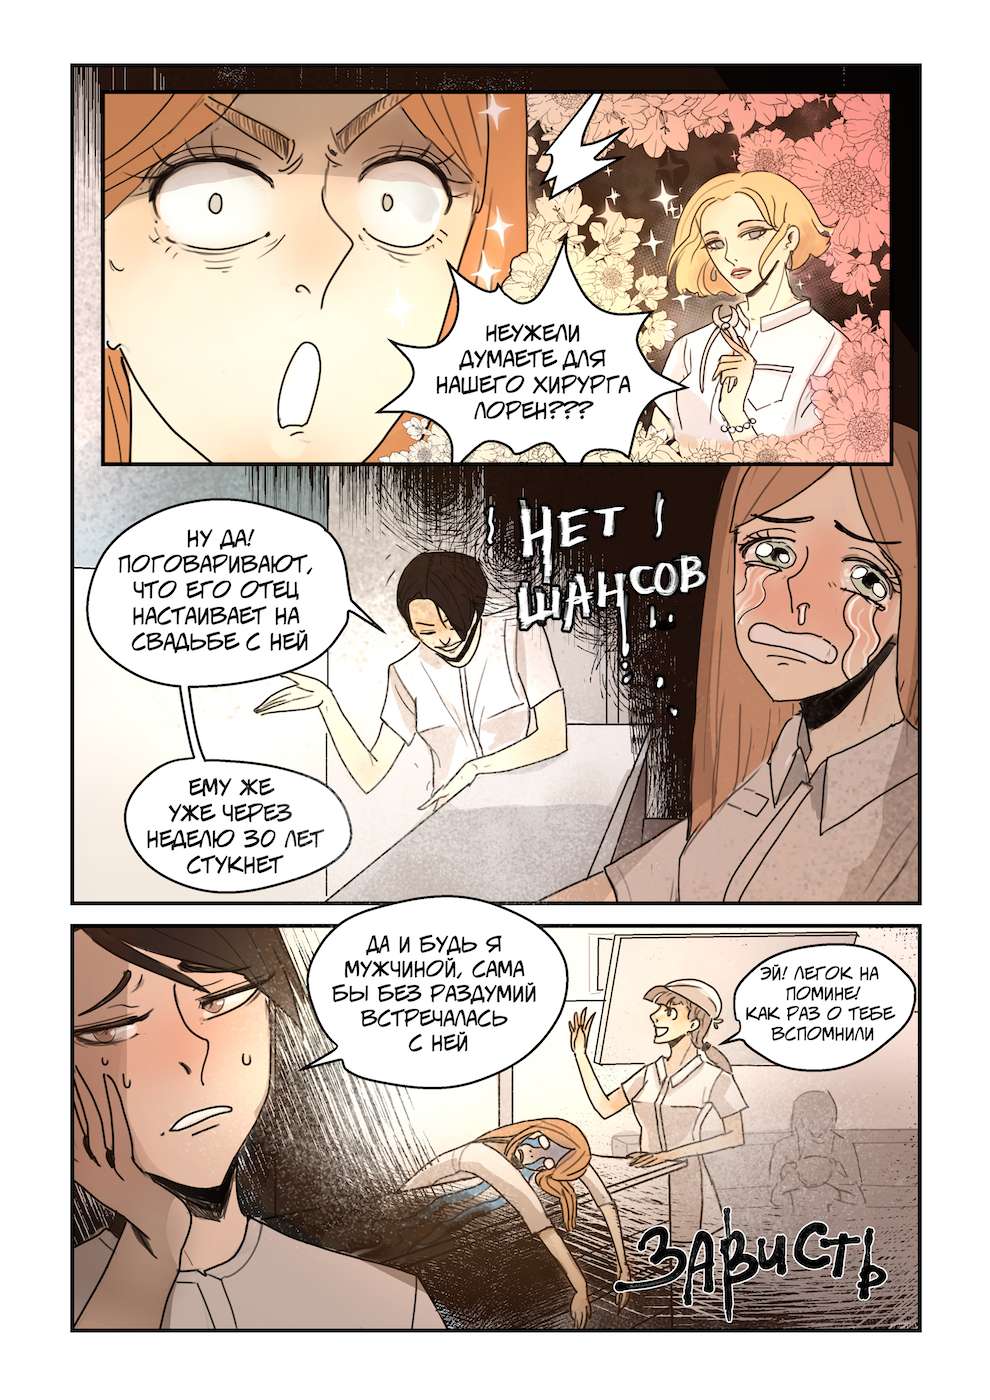 НЕУЖЕЛИ
ДУМАЕТЕ ДЛЯ
НАШЕГО ХИРУРГА
ЛОРЕН???
НУ ДА!
ПОГОВАРИВАЮТ,
ЧТО ЕГО ОТЕЦ
НАСТАИВАЕТ НА
СВАДЬБЕ С НЕЙ
НЕТ
ШАНСОВ
ЕМУ ЖЕ
УЖЕ ЧЕРЕЗ
НЕДЕЛЮ 30 ЛЕТ
СТУКНЕТ
ДА И БУДЬ Я
МУЖЧИНОЙ, САМА
БЫ БЕЗ РАЗДУМИЙ
ВСТРЕЧАЛАСЬ
С НЕЙ
ЭЙ! ЛЕГОК НА
ПОМИНЕ!
КАК РАЗ О ТЕБЕ
ВСПОМНИЛИ
ЗАВИСТЬ